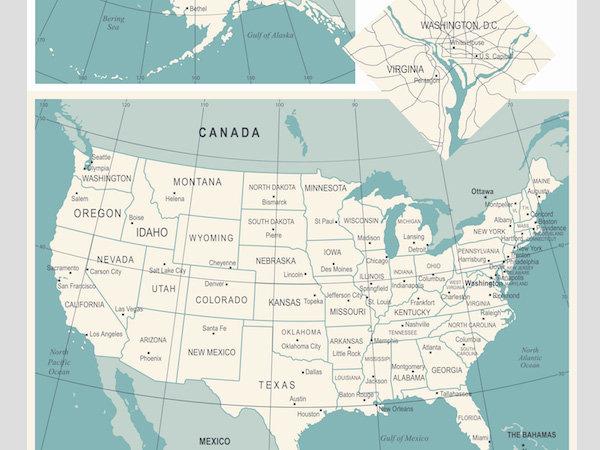 Bethel
Bering
Sea
Gulf of Alaska
WASHINGTON, D.C.
White House
U.S. Capitol
VIRGINIA
Pentagon
120
110
100
90
70
CANADA
Seattle
Olympia
WASHINGTON
Salem
OREGON
MONTANA
Helena
Boise
IDAHO
NORTH DAKOTA
Bismarck
MINNESOTA
St Paul
SOUTH DAKOTA
Pierre
WISCONSIN
Madison
MICHIGAN
Lansing
Detroit
Ottawa
MAINE
Augusta
Montpelier
Concord
Albany
Boston
MASS.
Providence
Hartford
NEW YORK
New York
WYOMING
Cheyenne
NEVADA
Carson City
Sacramento
San Francisco
CALIFORNIA
Salt Lake City
UTAH
Denver
COLORADO
NEBRASKA
Lincoln
IOWA
Des Moines
Chicago
ILLINOIS
Springfield
INDIANA
Indianapolis
OHIO
Columbus
PENNSYLVANIA
Harrisburg
Philadelphia
Washington
Annapolis
WEST
VIRGINIA
Charleston
VIRGINIA
Richmond
KANSAS
Topeka
Jefferson City
St. Louis
MISSOURI
Frankfort
KENTUCKY
Las Vegas
Los Angeles
ARIZONA
Phoenix
Santa Fe
NEW MEXICO
OKLAHOMA
Oklahoma City
ARKANSAS
Little Rock
Nashville
TENNESSEE
Memphis
NORTH CAROLINA
Raleigh
Columbia
SOUTH
CAROLINA
Atlanta
GEORGIA
Montgomery
ALABAMA
MISSISSIPPI
Jackson
LOUISIANA
Baton Rouge
New Orleans
TEXAS
Dallas
Austin
Houston
Tallahassee
FLORIDA
Miami
North
Pacific
Ocean
North
Atlantic
Ocean
MEXICO
Gulf of Mexico
THE BAHAMAS